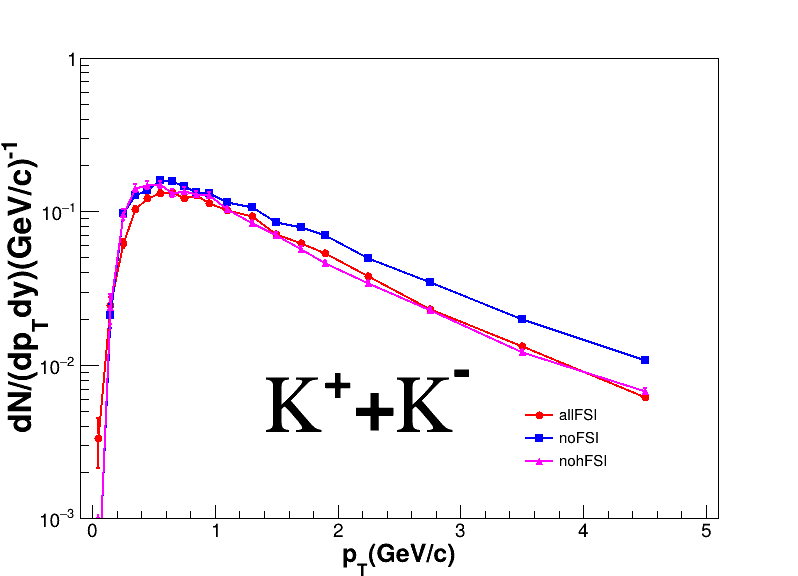 dN/(dp_T dy)(GeV/c)^-1
1
10^−1
10^−2
10^−3
K^+ + K^-
allFSI
noFSI
nohFSI
0 1 2 3 4 5
p_T(GeV/c)